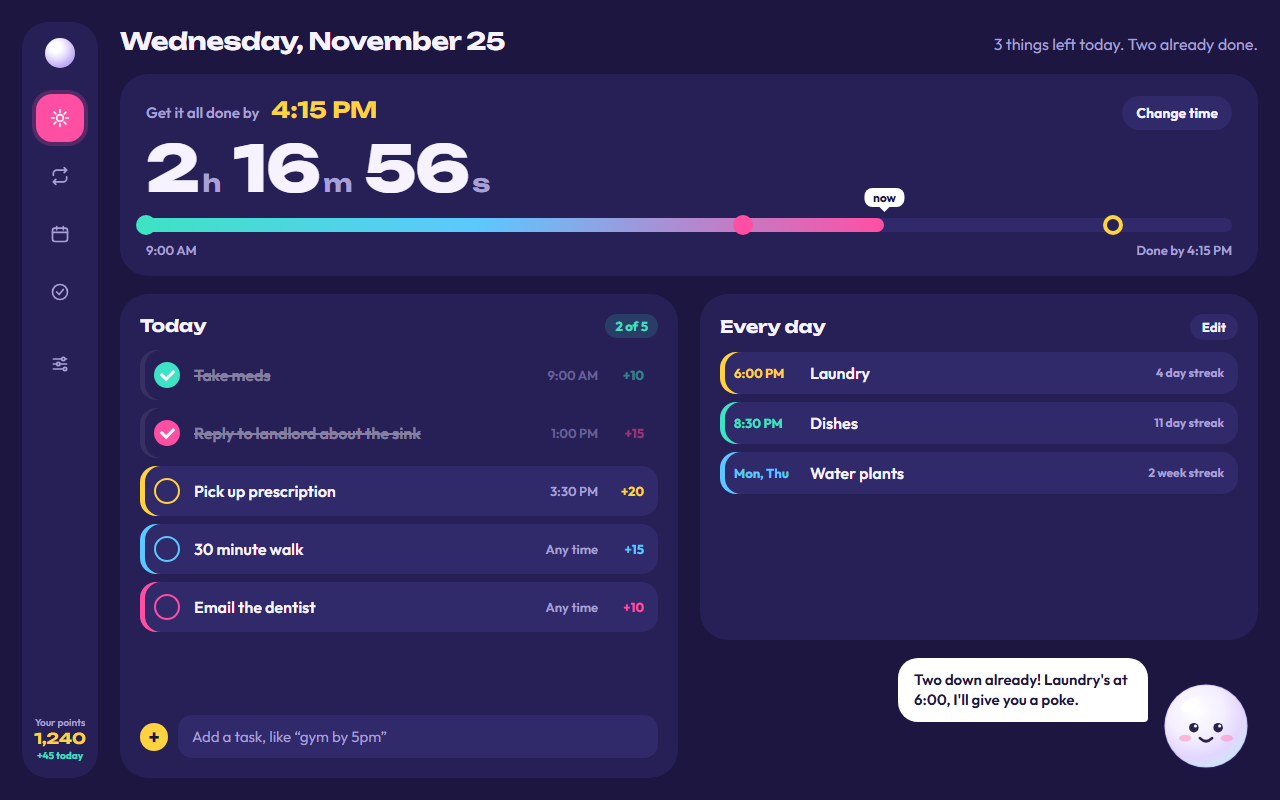 Wednesday, November 25
3 things left today. Two already done.
Get it all done by 4:15 PM
Change time
2h 16m 56s
now
9:00 AM
Done by 4:15 PM
Today
2 of 5
Take meds 9:00 AM +10
Reply to landlord about the sink 1:00 PM +15
Pick up prescription 3:30 PM +20
30 minute walk Any time +15
Email the dentist Any time +10
Add a task, like “gym by 5pm”
Every day
Edit
6:00 PM Laundry 4 day streak
8:30 PM Dishes 11 day streak
Mon, Thu Water plants 2 week streak
Two down already! Laundry's at
6:00, I'll give you a poke.
Your points
1,240
+45 today